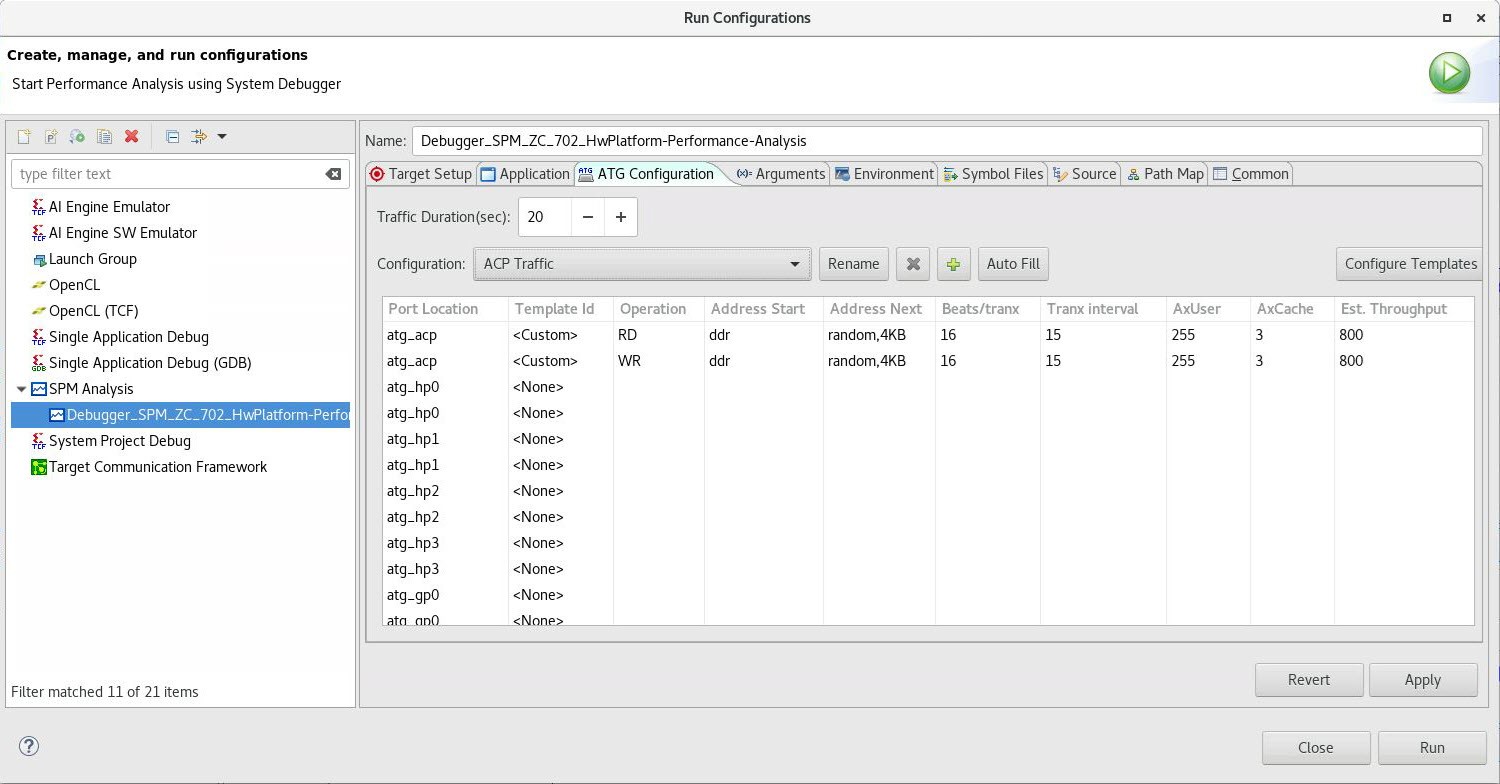 Run Configurations
Create, manage, and run configurations
Start Performance Analysis using System Debugger
type filter text
AI Engine Emulator
AI Engine SW Emulator
Launch Group
OpenCL
OpenCL (TCF)
Single Application Debug
Single Application Debug (GDB)
SPM Analysis
Debugger_SPM_ZC_702_HwPlatform-Perfo
System Project Debug
Target Communication Framework
Filter matched 11 of 21 items
Name: Debugger_SPM_ZC_702_HwPlatform-Performance-Analysis
Target Setup Application ATG ATG Configuration (x)= Arguments Environment Symbol Files Source Path Map Common
Traffic Duration(sec): 20 − +
Configuration: ACP Traffic Rename Auto Fill Configure Templates
Port Location Template Id Operation Address Start Address Next Beats/tranx Tranx interval AxUser AxCache Est. Throughput
atg_acp <Custom> RD ddr random,4KB 16 15 255 3 800
atg_acp <Custom> WR ddr random,4KB 16 15 255 3 800
atg_hp0 <None>
atg_hp0 <None>
atg_hp1 <None>
atg_hp1 <None>
atg_hp2 <None>
atg_hp2 <None>
atg_hp3 <None>
atg_hp3 <None>
atg_gp0 <None>
atg_gp0 <None>
Revert Apply
? Close Run